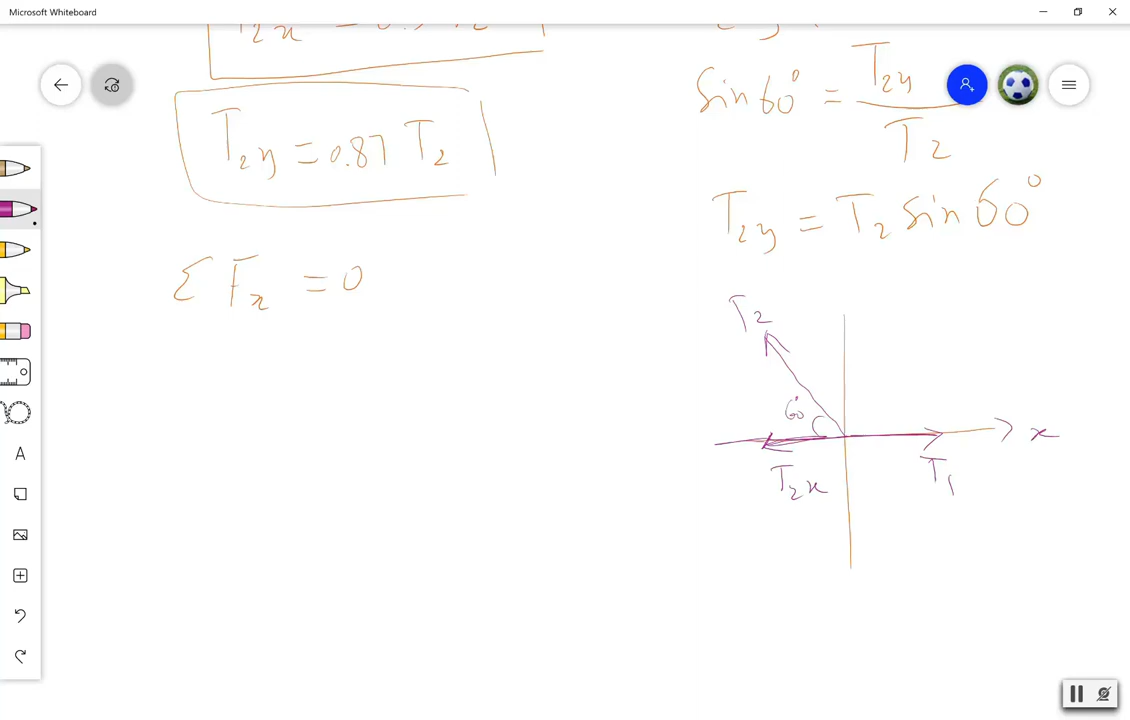 Microsoft Whiteboard
T2y = 0.87 T2
Σ Fx = 0
sin 60° = T2y / T2
T2y = T2 sin 60°
T2
60°
x
T2x
T1
A